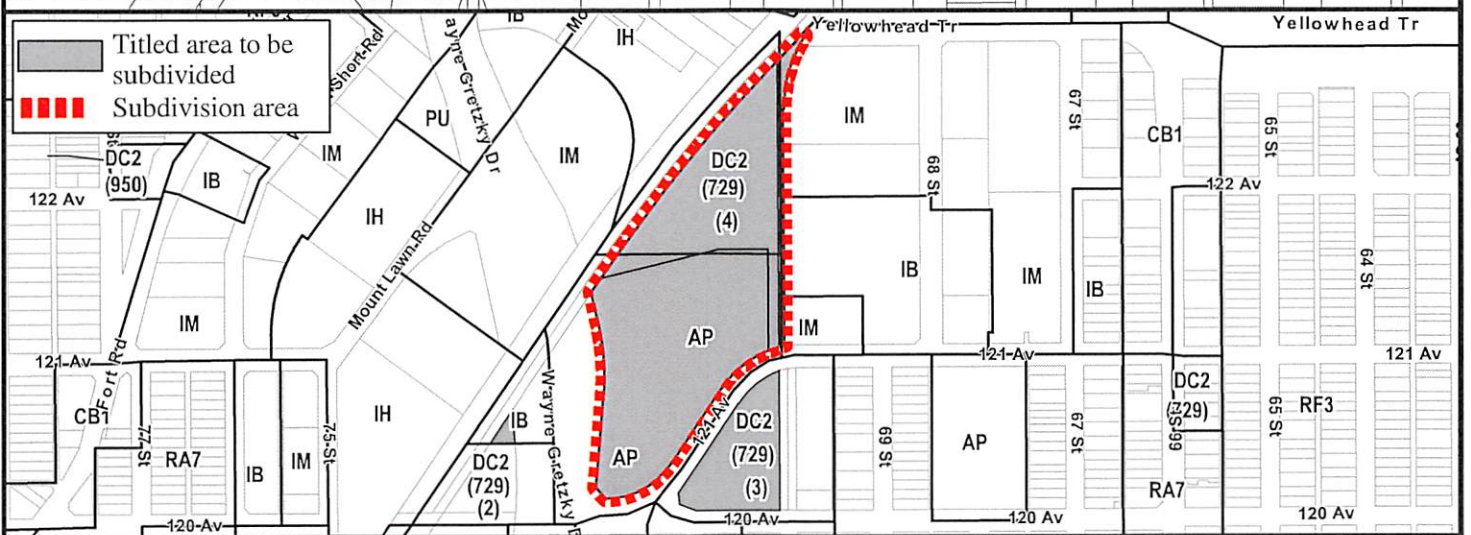 Yellowhead Tr
Yellowhead Tr
Titled area to be
subdivided
Subdivision area
IB
IH
ayne-Gretzky-Dr
Short-Rd
PU
IM
IM
IM
DC2
(950)
IB
122 Av
IH
Mount Lawn-Rd
DC2
(729)
(4)
68 St
67 St
CB1
65 St
122 Av
64 St
IB
IM
IB
IM
AP
IM
121-Av
Fort Rd
121-Av
121 Av
CB1
77 St
RA7
IB
IM
75-St
IH
IB
Wayne-Gretzky
DC2
(729)
(2)
AP
121-Av
DC2
(729)
(3)
69 St
AP
67 St
DC2
65 St
RF3
RA7
120-Av
120-Av
120 Av
120 Av